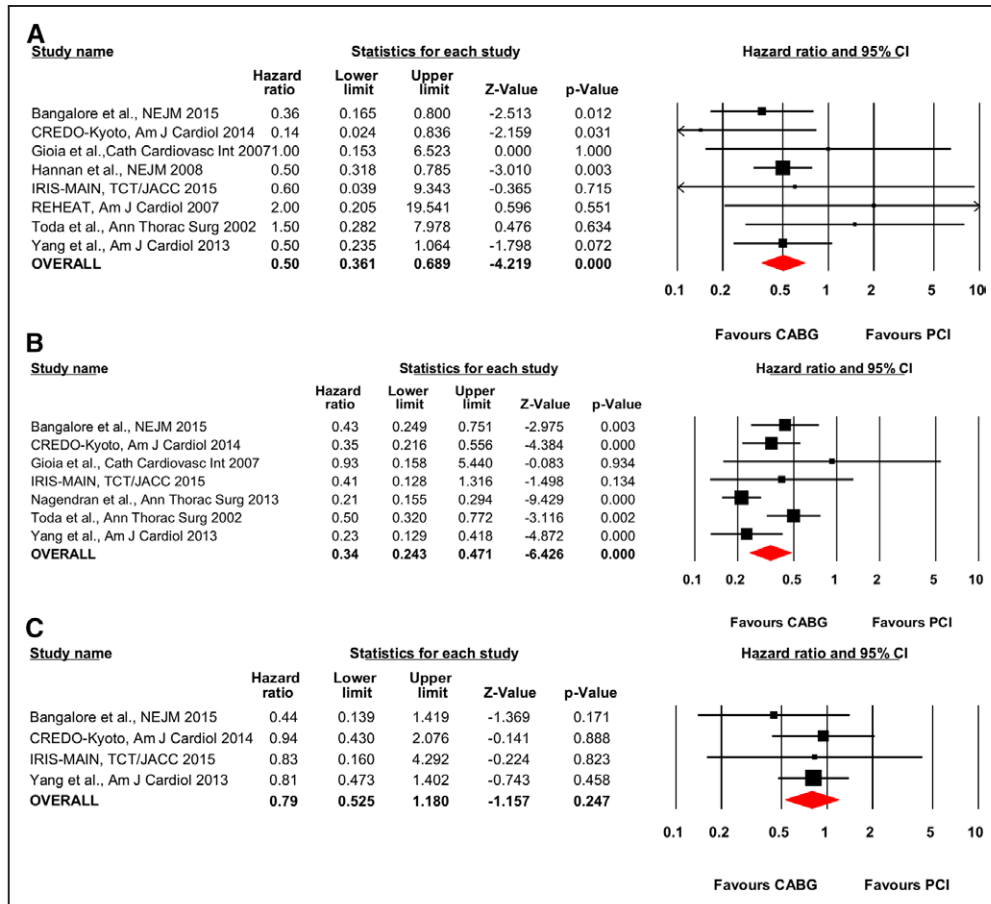 A
Study name Statistics for each study Hazard ratio and 95% CI
Hazard ratio Lower limit Upper limit Z-Value p-Value
Bangalore et al., NEJM 2015 0.36 0.165 0.800 -2.513 0.012
CREDO-Kyoto, Am J Cardiol 2014 0.14 0.024 0.836 -2.159 0.031
Gioia et al.,Cath Cardiovasc Int 2007 1.00 0.153 6.523 0.000 1.000
Hannan et al., NEJM 2008 0.50 0.318 0.785 -3.010 0.003
IRIS-MAIN, TCT/JACC 2015 0.60 0.039 9.343 -0.365 0.715
REHEAT, Am J Cardiol 2007 2.00 0.205 19.541 0.596 0.551
Toda et al., Ann Thorac Surg 2002 1.50 0.282 7.978 0.476 0.634
Yang et al., Am J Cardiol 2013 0.50 0.235 1.064 -1.798 0.072
OVERALL 0.50 0.361 0.689 -4.219 0.000
0.1 0.2 0.5 1 2 5 10
Favours CABG Favours PCI
B
Study name Statistics for each study Hazard ratio and 95% CI
Hazard ratio Lower limit Upper limit Z-Value p-Value
Bangalore et al., NEJM 2015 0.43 0.249 0.751 -2.975 0.003
CREDO-Kyoto, Am J Cardiol 2014 0.35 0.216 0.556 -4.384 0.000
Gioia et al., Cath Cardiovasc Int 2007 0.93 0.158 5.440 -0.083 0.934
IRIS-MAIN, TCT/JACC 2015 0.41 0.128 1.316 -1.498 0.134
Nagendran et al., Ann Thorac Surg 2013 0.21 0.155 0.294 -9.429 0.000
Toda et al., Ann Thorac Surg 2002 0.50 0.320 0.772 -3.116 0.002
Yang et al., Am J Cardiol 2013 0.23 0.129 0.418 -4.872 0.000
OVERALL 0.34 0.243 0.471 -6.426 0.000
0.1 0.2 0.5 1 2 5 10
Favours CABG Favours PCI
C
Study name Statistics for each study Hazard ratio and 95% CI
Hazard ratio Lower limit Upper limit Z-Value p-Value
Bangalore et al., NEJM 2015 0.44 0.139 1.419 -1.369 0.171
CREDO-Kyoto, Am J Cardiol 2014 0.94 0.430 2.076 -0.141 0.888
IRIS-MAIN, TCT/JACC 2015 0.83 0.160 4.292 -0.224 0.823
Yang et al., Am J Cardiol 2013 0.81 0.473 1.402 -0.743 0.458
OVERALL 0.79 0.525 1.180 -1.157 0.247
0.1 0.2 0.5 1 2 5 10
Favours CABG Favours PCI